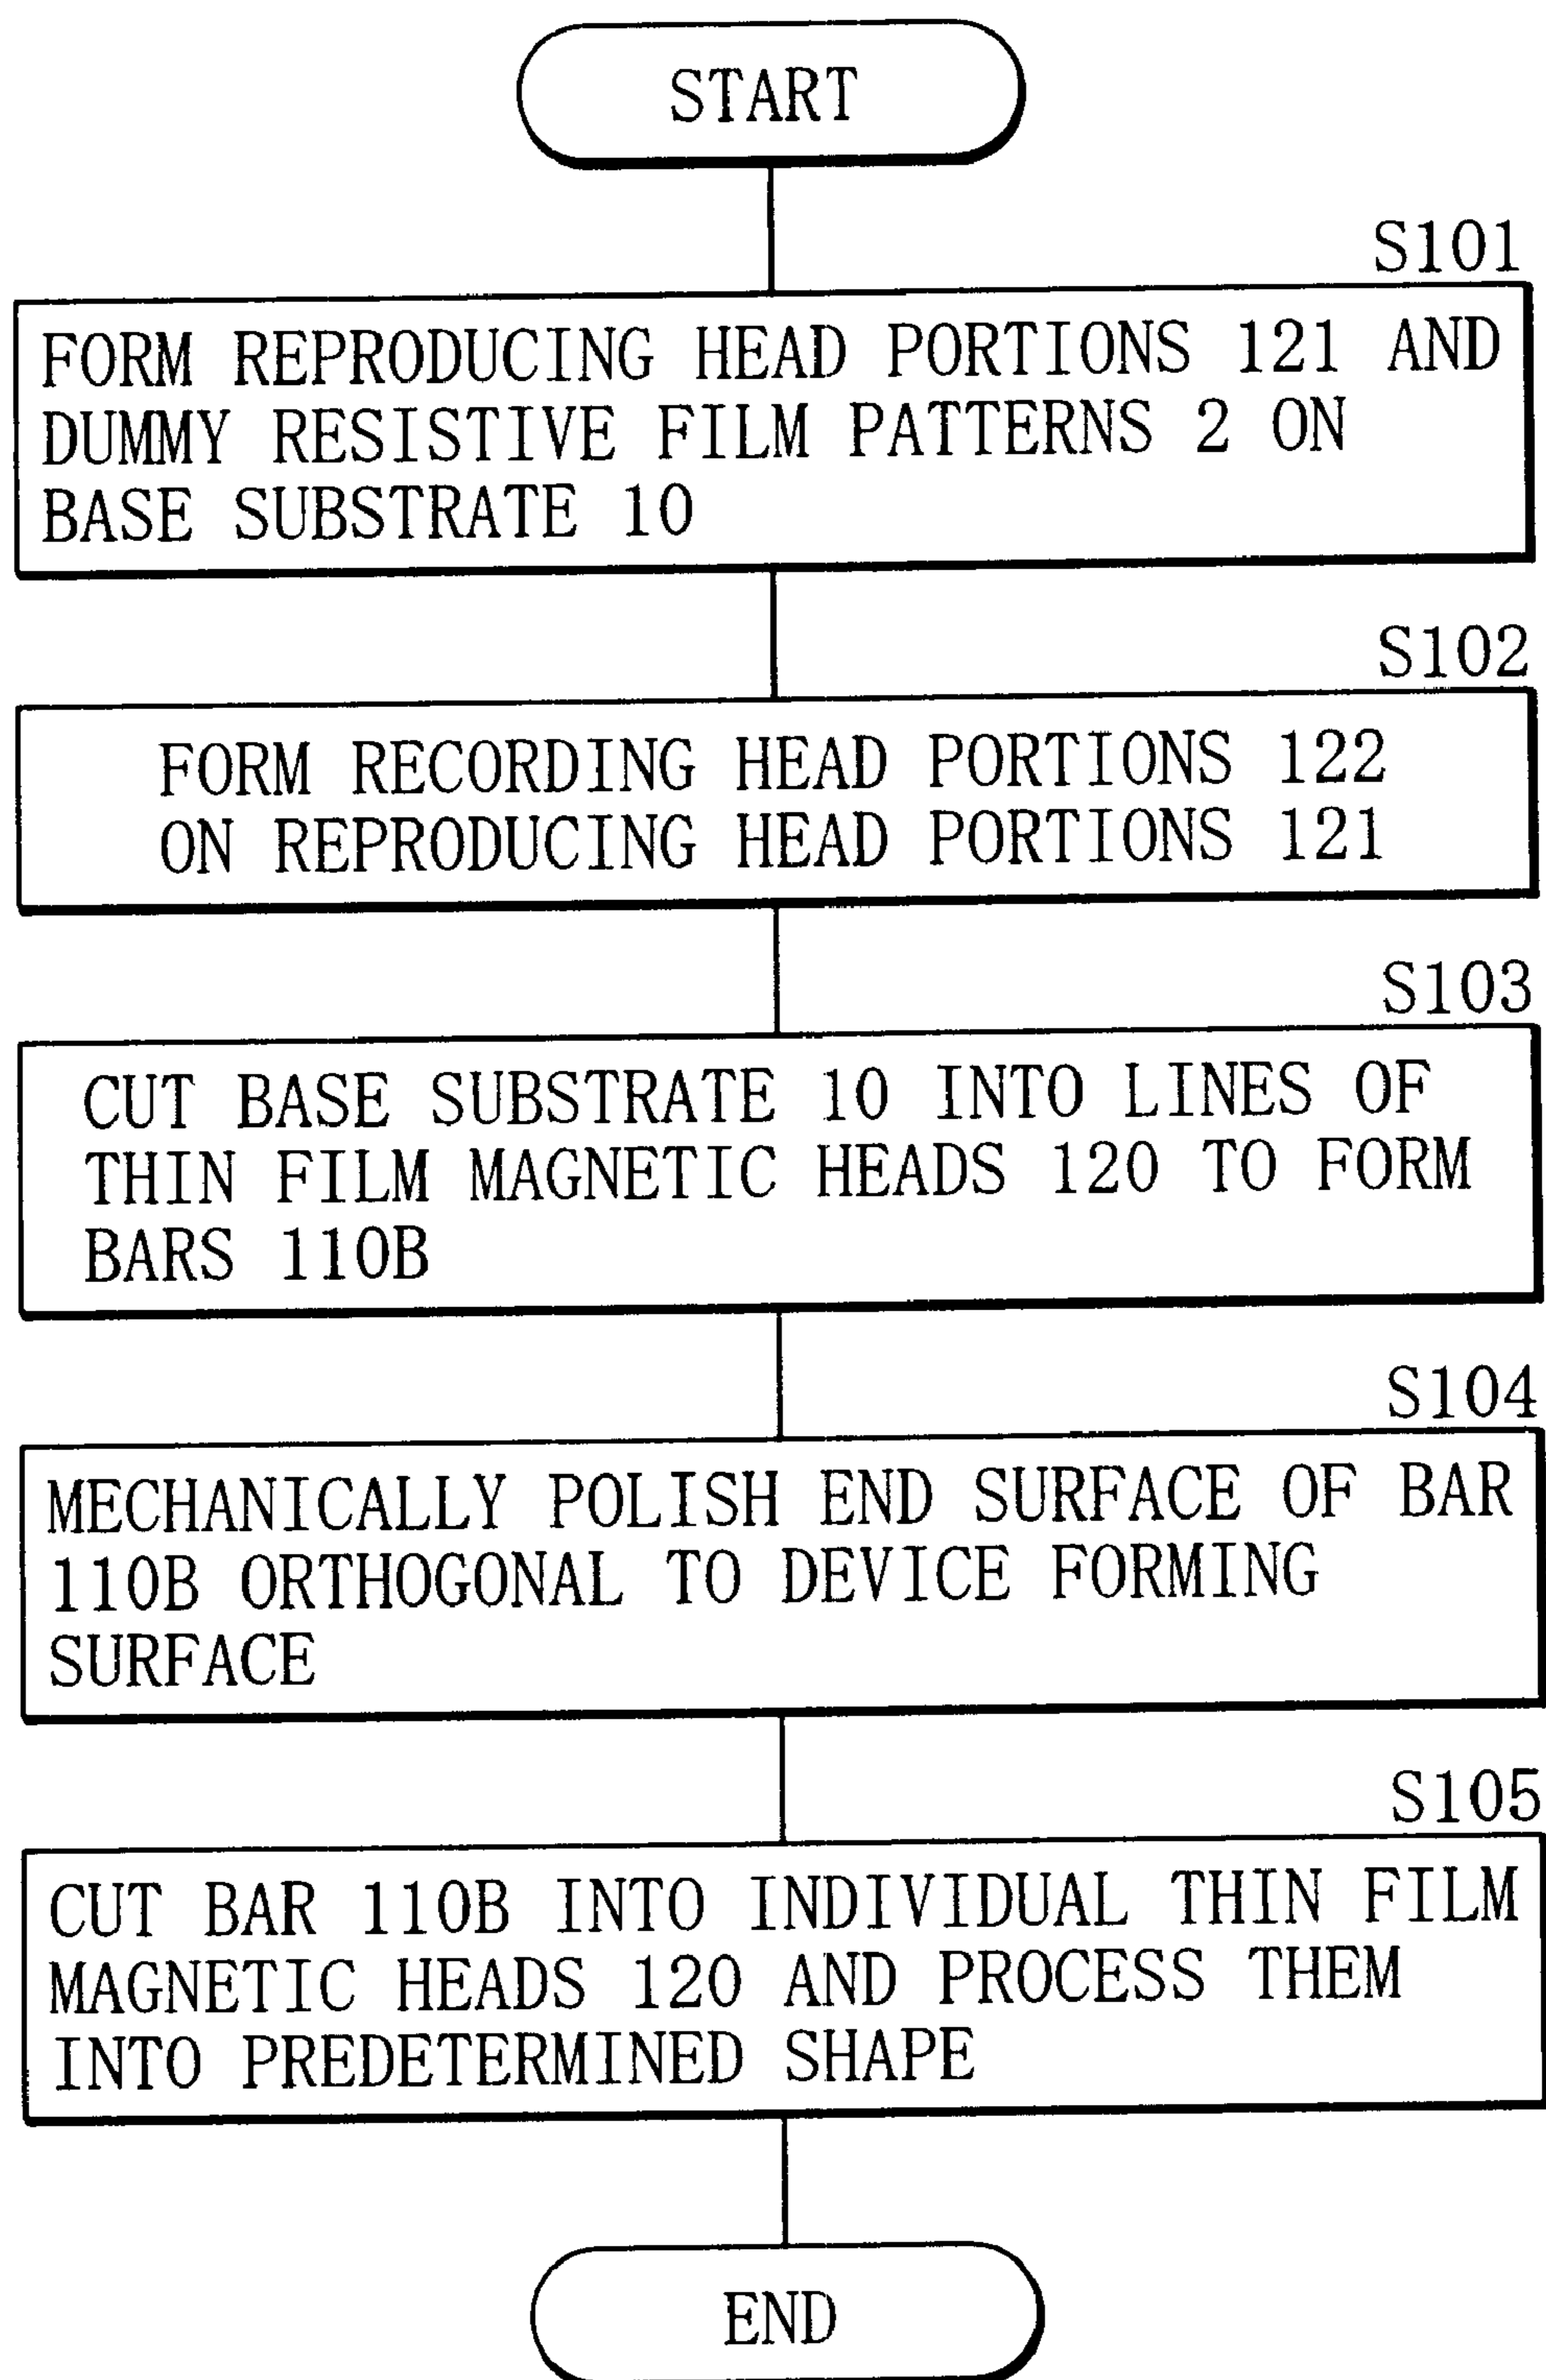 START
S101
FORM REPRODUCING HEAD PORTIONS 121 AND
DUMMY RESISTIVE FILM PATTERNS 2 ON
BASE SUBSTRATE 10
S102
FORM RECORDING HEAD PORTIONS 122
ON REPRODUCING HEAD PORTIONS 121
S103
CUT BASE SUBSTRATE 10 INTO LINES OF
THIN FILM MAGNETIC HEADS 120 TO FORM
BARS 110B
S104
MECHANICALLY POLISH END SURFACE OF BAR
110B ORTHOGONAL TO DEVICE FORMING
SURFACE
S105
CUT BAR 110B INTO INDIVIDUAL THIN FILM
MAGNETIC HEADS 120 AND PROCESS THEM
INTO PREDETERMINED SHAPE
END